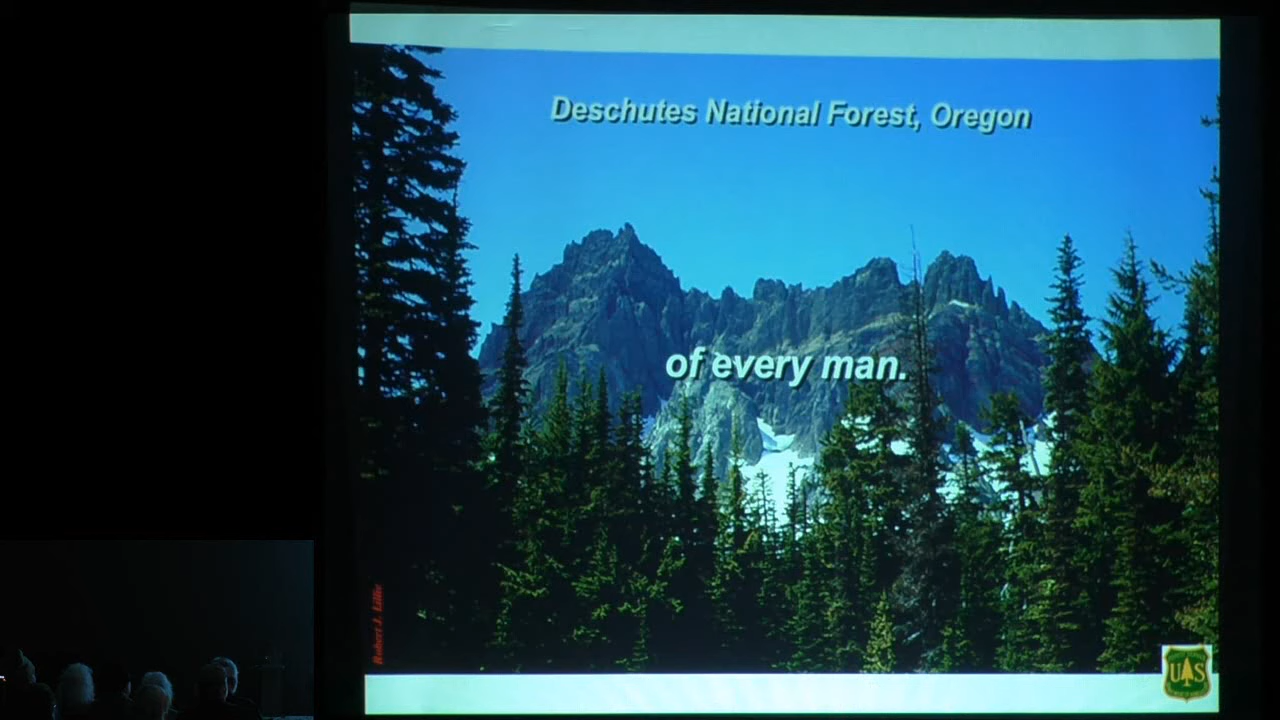 Deschutes National Forest, Oregon
of every man.
Robert J. Lillie
US